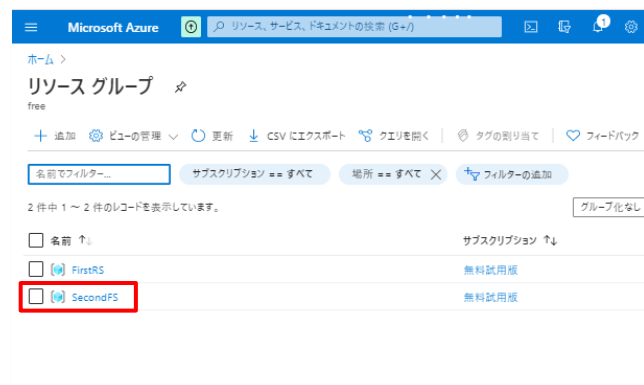 Microsoft Azure リソース、サービス、ドキュメントの検索 (G+/) 1
ホーム >
リソース グループ
free
追加 ビューの管理 更新 CSV にエクスポート クエリを開く タグの割り当て フィードバック
名前でフィルター... サブスクリプション == すべて 場所 == すべて フィルターの追加
2 件中 1 ~ 2 件のレコードを表示しています。 グループ化なし
名前 ↑↓ サブスクリプション ↑↓
FirstRS 無料試用版
SecondFS 無料試用版